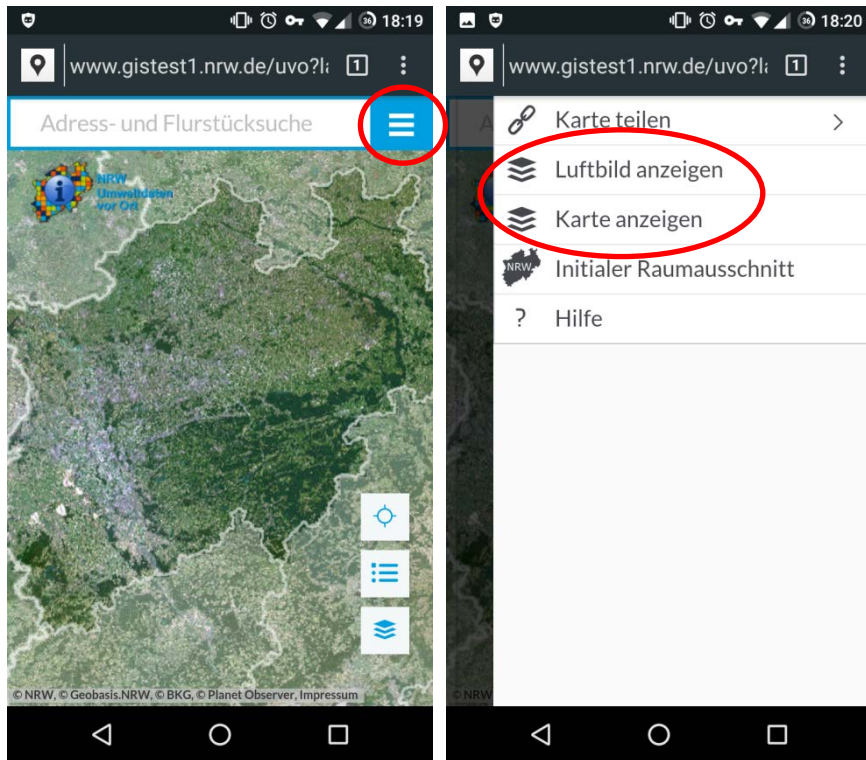 36 18:19
www.gistest1.nrw.de/uvo?l
1
Adress- und Flurstücksuche
NRW
Umweltdaten
vor Ort
© NRW, © Geobasis.NRW, © BKG, © Planet Observer, Impressum
36 18:20
www.gistest1.nrw.de/uvo?l
1
A
Karte teilen
Luftbild anzeigen
Karte anzeigen
NRW
Initialer Raumausschnitt
? Hilfe
© NRW